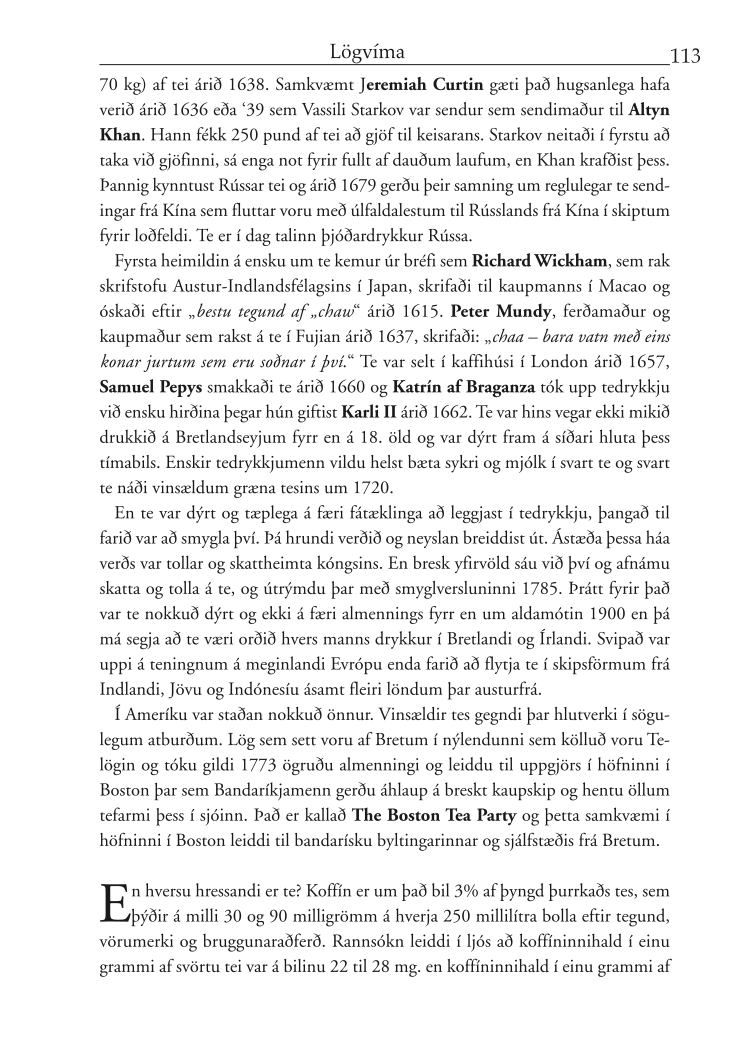 Lögvíma
113
70 kg) af tei árið 1638. Samkvæmt Jeremiah Curtin gæti það hugsanlega hafa
verið árið 1636 eða ‘39 sem Vassili Starkov var sendur sem sendimaður til Altyn
Khan. Hann fékk 250 pund af tei að gjöf til keisarans. Starkov neitaði í fyrstu að
taka við gjöfinni, sá enga not fyrir fullt af dauðum laufum, en Khan krafðist þess.
Þannig kynntust Rússar tei og árið 1679 gerðu þeir samning um reglulegar te send-
ingar frá Kína sem fluttar voru með úlfaldalestum til Rússlands frá Kína í skiptum
fyrir loðfeldi. Te er í dag talinn þjóðardrykkur Rússa.
Fyrsta heimildin á ensku um te kemur úr bréfi sem Richard Wickham, sem rak
skrifstofu Austur-Indlandsfélagsins í Japan, skrifaði til kaupmanns í Macao og
óskaði eftir „bestu tegund af „chaw“ árið 1615. Peter Mundy, ferðamaður og
kaupmaður sem rakst á te í Fujian árið 1637, skrifaði: „chaa – bara vatn með eins
konar jurtum sem eru soðnar í því.“ Te var selt í kaffihúsi í London árið 1657,
Samuel Pepys smakkaði te árið 1660 og Katrín af Braganza tók upp tedrykkju
við ensku hirðina þegar hún giftist Karli II árið 1662. Te var hins vegar ekki mikið
drukkið á Bretlandseyjum fyrr en á 18. öld og var dýrt fram á síðari hluta þess
tímabils. Enskir tedrykkjumenn vildu helst bæta sykri og mjólk í svart te og svart
te náði vinsældum græna tesins um 1720.
En te var dýrt og tæplega á færi fátæklinga að leggjast í tedrykkju, þangað til
farið var að smygla því. Þá hrundi verðið og neyslan breiddist út. Ástæða þessa háa
verðs var tollar og skattheimta kóngsins. En bresk yfirvöld sáu við því og afnámu
skatta og tolla á te, og útrýmdu þar með smyglversluninni 1785. Þrátt fyrir það
var te nokkuð dýrt og ekki á færi almennings fyrr en um aldamótin 1900 en þá
má segja að te væri orðið hvers manns drykkur í Bretlandi og Írlandi. Svipað var
uppi á teningnum á meginlandi Evrópu enda farið að flytja te í skipsförmum frá
Indlandi, Jövu og Indónesíu ásamt fleiri löndum þar austurfrá.
Í Ameríku var staðan nokkuð önnur. Vinsældir tes gegndi þar hlutverki í sögu-
legum atburðum. Lög sem sett voru af Bretum í nýlendunni sem kölluð voru Te-
lögin og tóku gildi 1773 ögruðu almenningi og leiddu til uppgjörs í höfninni í
Boston þar sem Bandaríkjamenn gerðu áhlaup á breskt kaupskip og hentu öllum
tefarmi þess í sjóinn. Það er kallað The Boston Tea Party og þetta samkvæmi í
höfninni í Boston leiddi til bandarísku byltingarinnar og sjálfstæðis frá Bretum.
En hversu hressandi er te? Koffín er um það bil 3% af þyngd þurrkaðs tes, sem
þýðir á milli 30 og 90 milligrömm á hverja 250 millilítra bolla eftir tegund,
vörumerki og bruggunaraðferð. Rannsókn leiddi í ljós að koffíninnihald í einu
grammi af svörtu tei var á bilinu 22 til 28 mg. en koffíninnihald í einu grammi af